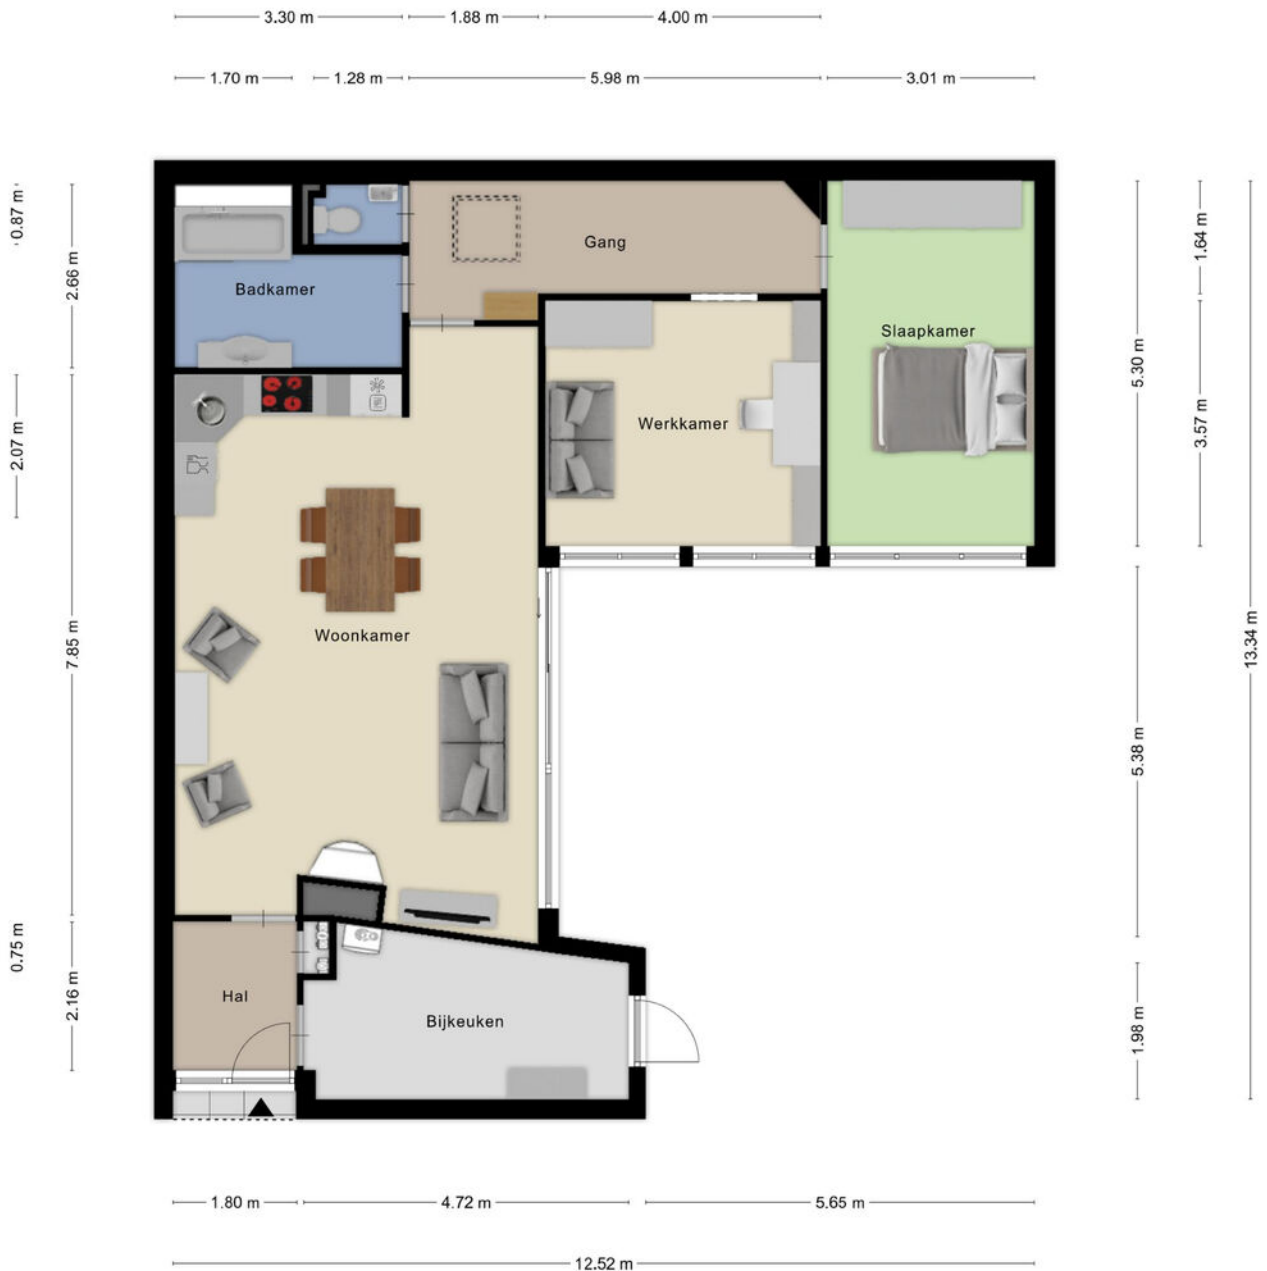 3.30 m
1.88 m
4.00 m
1.70 m
1.28 m
5.98 m
3.01 m
0.87 m
2.66 m
Gang
1.64 m
Badkamer
Slaapkamer
5.30 m
Werkkamer
3.57 m
2.07 m
Woonkamer
7.85 m
13.34 m
5.38 m
0.75 m
2.16 m
Hal
Bijkeuken
1.98 m
1.80 m
4.72 m
5.65 m
12.52 m